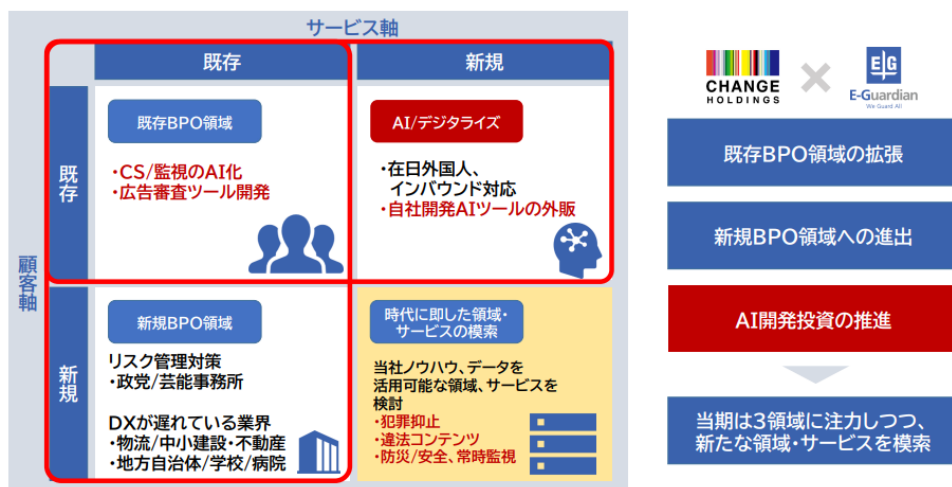 サービス軸
既存
新規
顧客軸
既存
既存BPO領域
・CS/監視のAI化
・広告審査ツール開発
AI/デジタライズ
・在日外国人、
インバウンド対応
・自社開発AIツールの外販
新規
新規BPO領域
リスク管理対策
・政党/芸能事務所
DXが遅れている業界
・物流/中小建設・不動産
・地方自治体/学校/病院
時代に即した領域・
サービスの模索
当社ノウハウ、データを
活用可能な領域、サービスを
検討
・犯罪抑止
・違法コンテンツ
・防災/安全、常時監視
CHANGE
HOLDINGS
×
E|G
E-Guardian
We Guard All
既存BPO領域の拡張
新規BPO領域への進出
AI開発投資の推進
当期は3領域に注力しつつ、
新たな領域・サービスを模索